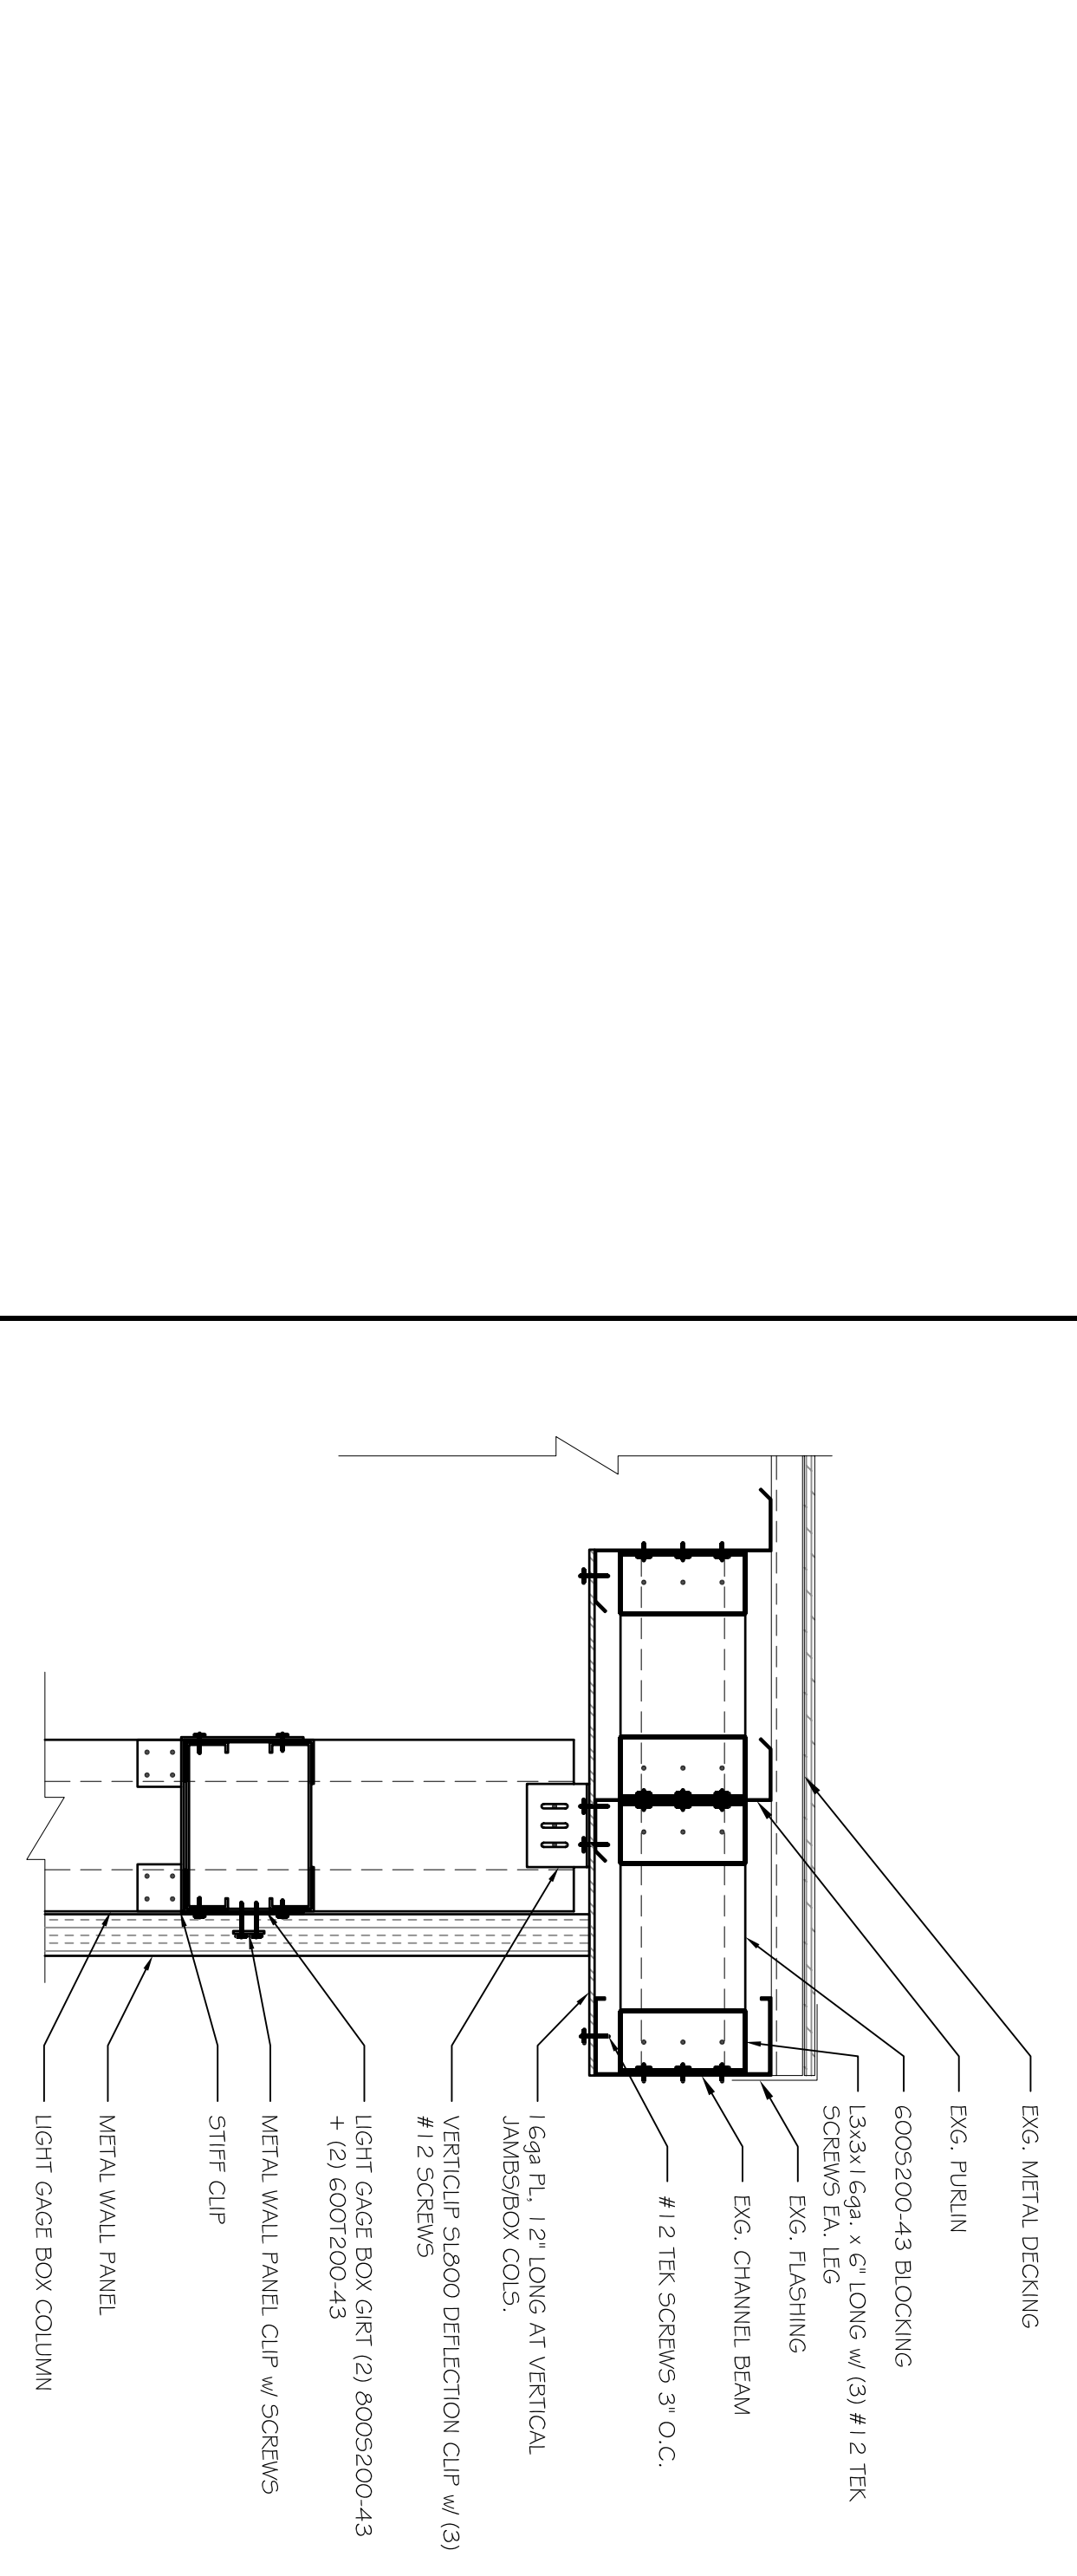 EXG. METAL DECKING
EXG. PURLIN
600S200-43 BLOCKING
L3x3x16ga. x 6" LONG w/ (3) #12 TEK
SCREWS EA. LEG
EXG. FLASHING
EXG. CHANNEL BEAM
#12 TEK SCREWS 3" O.C.
16ga PL, 12" LONG AT VERTICAL
JAMBS/BOX COLS.
VERTICLIP SL800 DEFLECTION CLIP w/ (3)
#12 SCREWS
LIGHT GAGE BOX GIRT (2) 800S200-43
+ (2) 600T200-43
METAL WALL PANEL CLIP w/ SCREWS
STIFF CLIP
METAL WALL PANEL
LIGHT GAGE BOX COLUMN